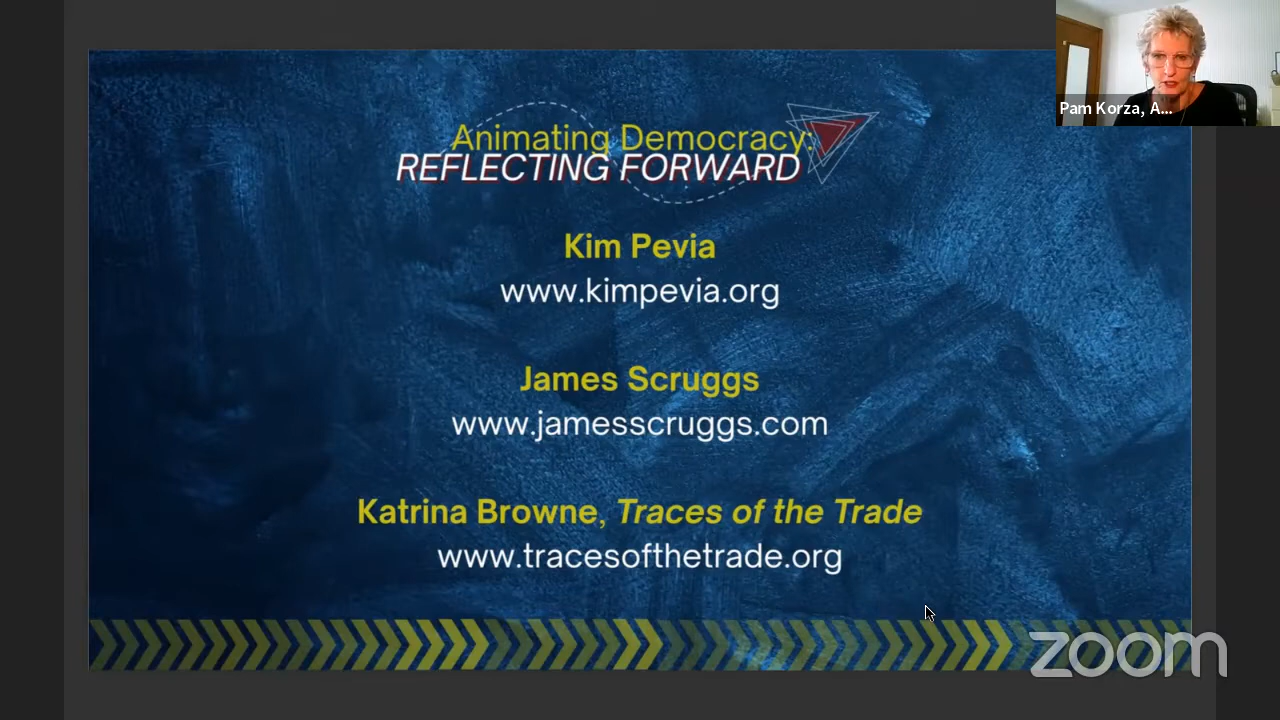 Pam Korza, A...
Animating Democracy:
REFLECTING FORWARD
Kim Pevia
www.kimpevia.org
James Scruggs
www.jamesscruggs.com
Katrina Browne, Traces of the Trade
www.tracesofthetrade.org
zoom